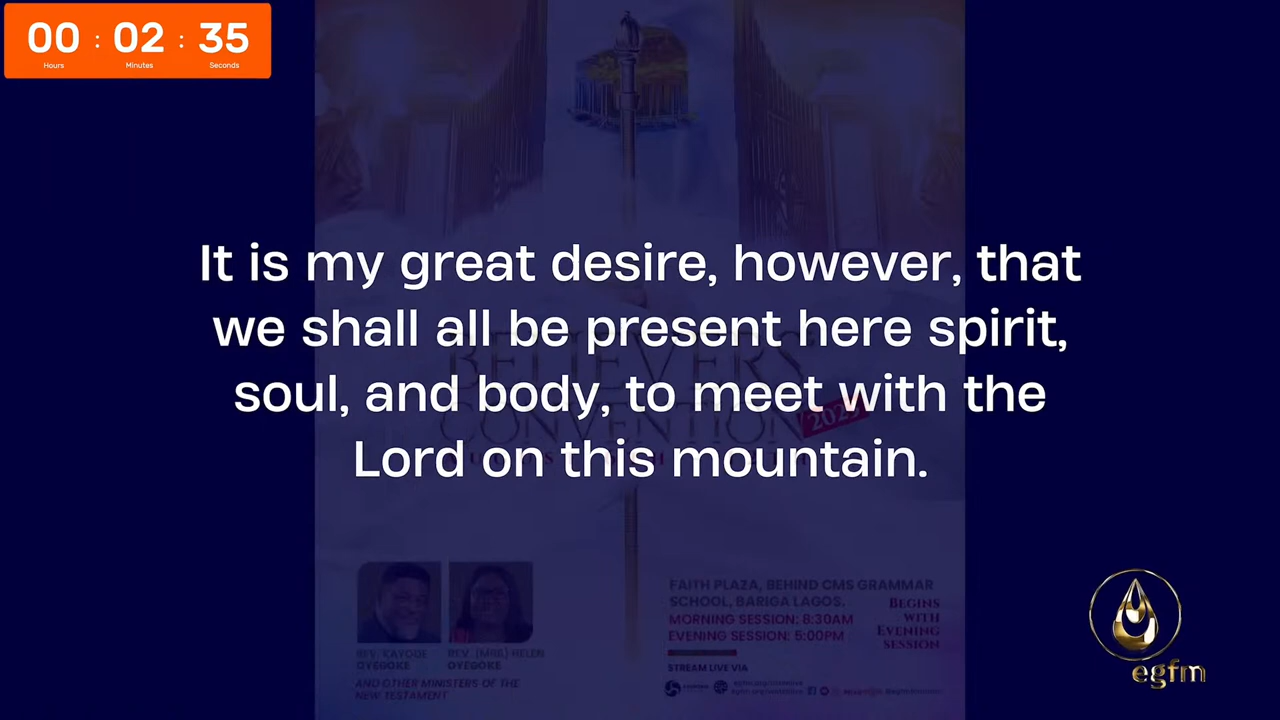 00 : 02 : 35
Hours Minutes Seconds
It is my great desire, however, that
we shall all be present here spirit,
soul, and body, to meet with the
Lord on this mountain.
BELIEVERS'
CONVENTION
REV. KAYODE
OYEGOKE
REV. (MRS) HELEN
OYEGOKE
AND OTHER MINISTERS OF THE
NEW TESTAMENT
FAITH PLAZA, BEHIND CMS GRAMMAR
SCHOOL, BARIGA LAGOS.
MORNING SESSION: 8:30AM
EVENING SESSION: 5:00PM
BEGINS
WITH
EVENING
SESSION
STREAM LIVE VIA
egfm